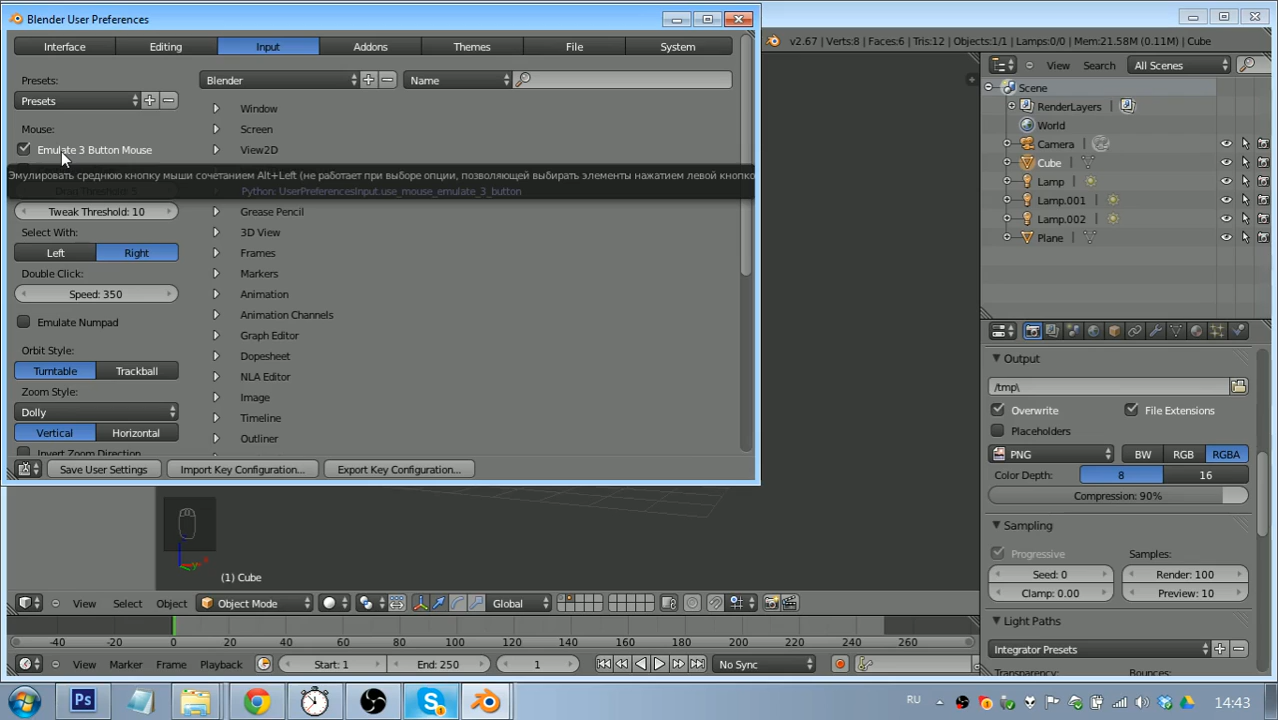 Blender User Preferences
Interface Editing Input Addons Themes File System
v2.67 | Verts:8 | Faces:6 | Tris:12 | Objects:1/1 | Lamps:0/0 | Mem:21.58M (0.11M) | Cube
View Search All Scenes
Presets:
Blender Name
Presets
Mouse:
Emulate 3 Button Mouse
Эмулировать среднюю кнопку мыши сочетанием Alt+Left (не работает при выборе опции, позволяющей выбирать элементы нажатием левой кнопко
Python: UserPreferencesInput.use_mouse_emulate_3_button
Tweak Threshold: 10
Select With:
Left Right
Double Click:
Speed: 350
Emulate Numpad
Orbit Style:
Turntable Trackball
Zoom Style:
Dolly
Vertical Horizontal
Invert Zoom Direction
Window
Screen
View2D
Grease Pencil
3D View
Frames
Markers
Animation
Animation Channels
Graph Editor
Dopesheet
NLA Editor
Image
Timeline
Outliner
Save User Settings Import Key Configuration... Export Key Configuration...
Scene
RenderLayers
World
Camera
Cube
Lamp
Lamp.001
Lamp.002
Plane
Output
/tmp\
Overwrite File Extensions
Placeholders
PNG BW RGB RGBA
Color Depth: 8 16
Compression: 90%
Sampling
Progressive Samples:
Seed: 0 Render: 100
Clamp: 0.00 Preview: 10
Light Paths
Integrator Presets
(1) Cube
View Select Object Object Mode Global
-40 -20 0 20 40 60 80 100 120 140 160 180 200 220 240 260
View Marker Frame Playback Start: 1 End: 250 1 No Sync
Ps
RU 14:43